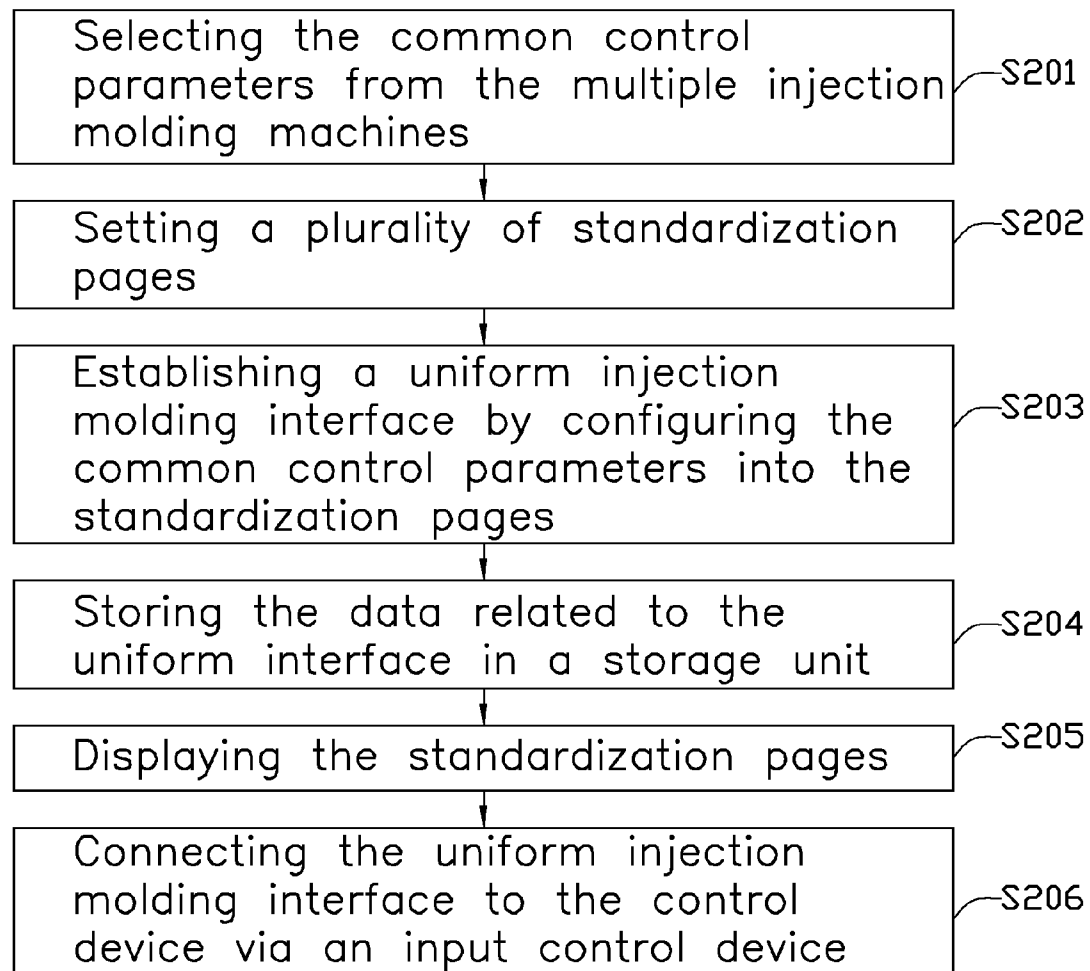 Selecting the common control
parameters from the multiple injection
molding machines
S201
Setting a plurality of standardization
pages
S202
Establishing a uniform injection
molding interface by configuring the
common control parameters into the
standardization pages
S203
Storing the data related to the
uniform interface in a storage unit
S204
Displaying the standardization pages
S205
Connecting the uniform injection
molding interface to the control
device via an input control device
S206